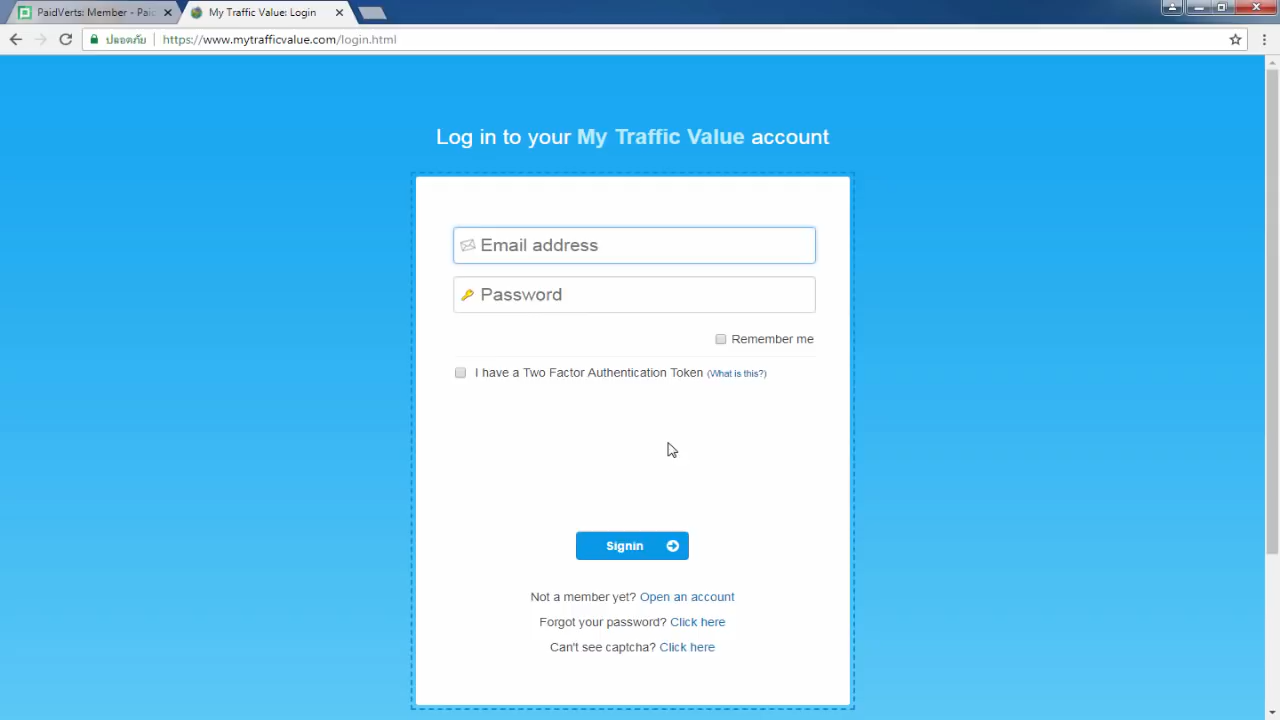 PaidVerts: Member - Paid
My Traffic Value: Login
ปลอดภัย
https://www.mytrafficvalue.com/login.html
Log in to your My Traffic Value account
Email address
Password
Remember me
I have a Two Factor Authentication Token (What is this?)
Signin
Not a member yet? Open an account
Forgot your password? Click here
Can't see captcha? Click here